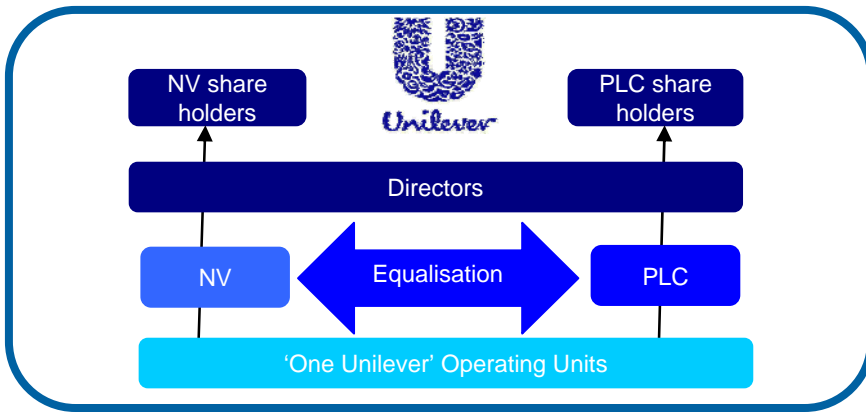 NV share
holders
Unilever
PLC share
holders
Directors
NV
Equalisation
PLC
‘One Unilever’ Operating Units